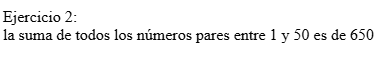 Ejercicio 2:
la suma de todos los números pares entre 1 y 50 es de 650